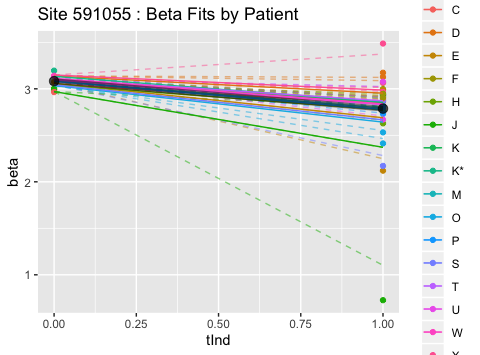 Site 591055 : Beta Fits by Patient
beta
3
2
1
0.00 0.25 0.50 0.75 1.00
tInd
C
D
E
F
H
J
K
K*
M
O
P
S
T
U
W